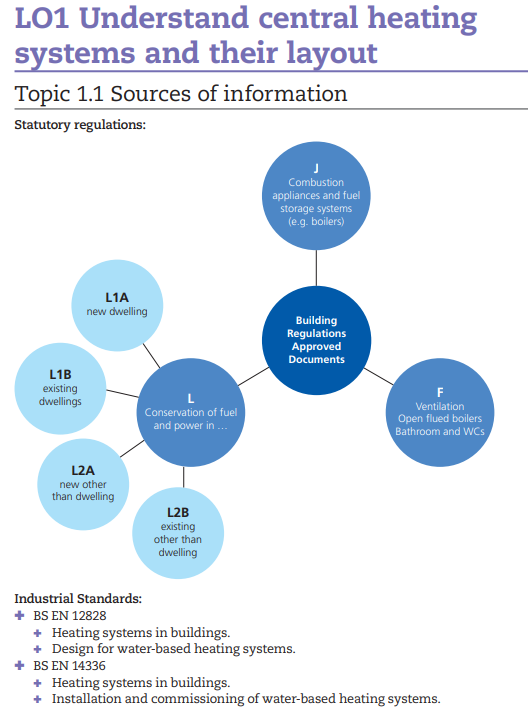 LO1 Understand central heating
systems and their layout
Topic 1.1 Sources of information
Statutory regulations:
J
Combustion
appliances and fuel
storage systems
(e.g. boilers)
Building
Regulations
Approved
Documents
L1A
new dwelling
L1B
existing
dwellings
L
Conservation of fuel
and power in ...
F
Ventilation
Open flued boilers
Bathroom and WCs
L2A
new other
than dwelling
L2B
existing
other than
dwelling
Industrial Standards:
+ BS EN 12828
+ Heating systems in buildings.
+ Design for water-based heating systems.
+ BS EN 14336
+ Heating systems in buildings.
+ Installation and commissioning of water-based heating systems.